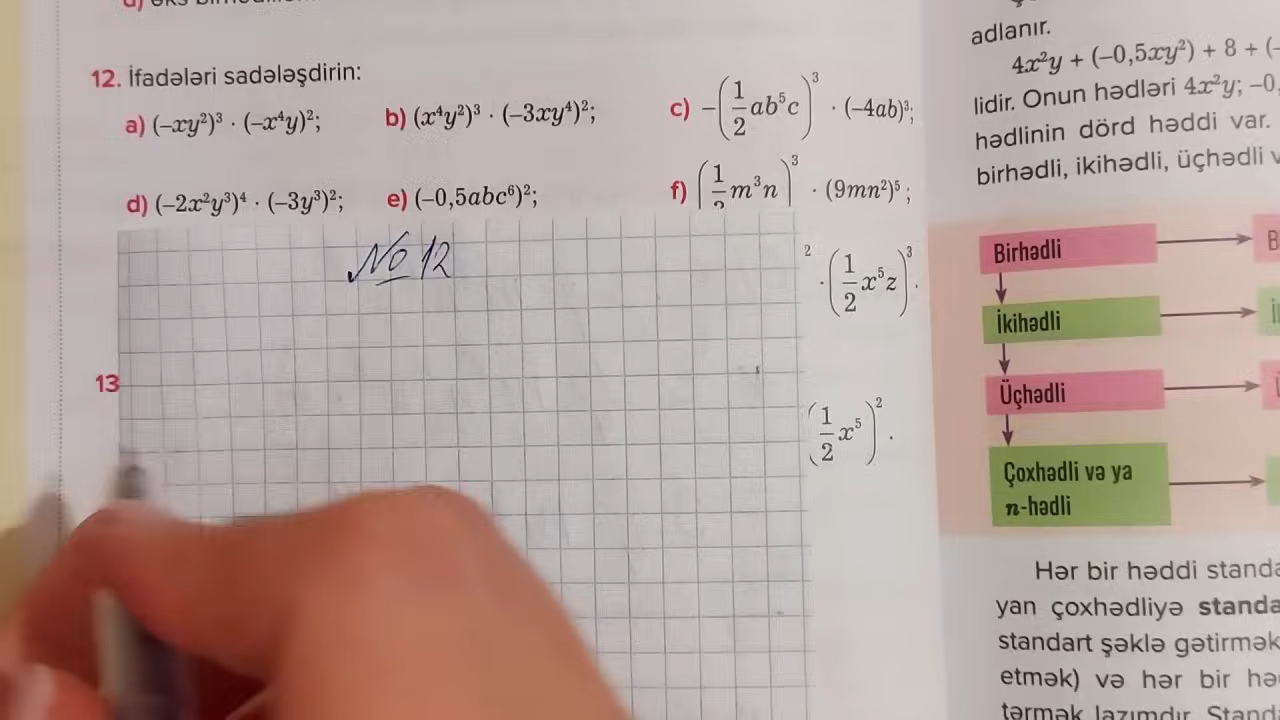 12. İfadələri sadələşdirin:
a) (−xy²)³ · (−x⁴y)²; b) (x⁴y²)³ · (−3xy⁴)²; c) −(1/2 ab⁵c)³ · (−4ab)³;
d) (−2x²y³)⁴ · (−3y³)²; e) (−0,5abc⁶)²; f) (1/2 m³n)³ · (9mn²)⁵;
№ 12
² · (1/2 x⁵z)³.
13
(1/2 x⁵)².
adlanır.
4x²y + (−0,5xy²) + 8 + (−
lidir. Onun hədləri 4x²y; −0,
hədlinin dörd həddi var.
birhədli, ikihədli, üçhədli v
Birhədli B
İkihədli
Üçhədli
Çoxhədli və ya
n-hədli
Hər bir həddi standa
yan çoxhədliyə standa
standart şəklə gətirmək
etmək) və hər bir hə
tərmək lazımdır. Stand